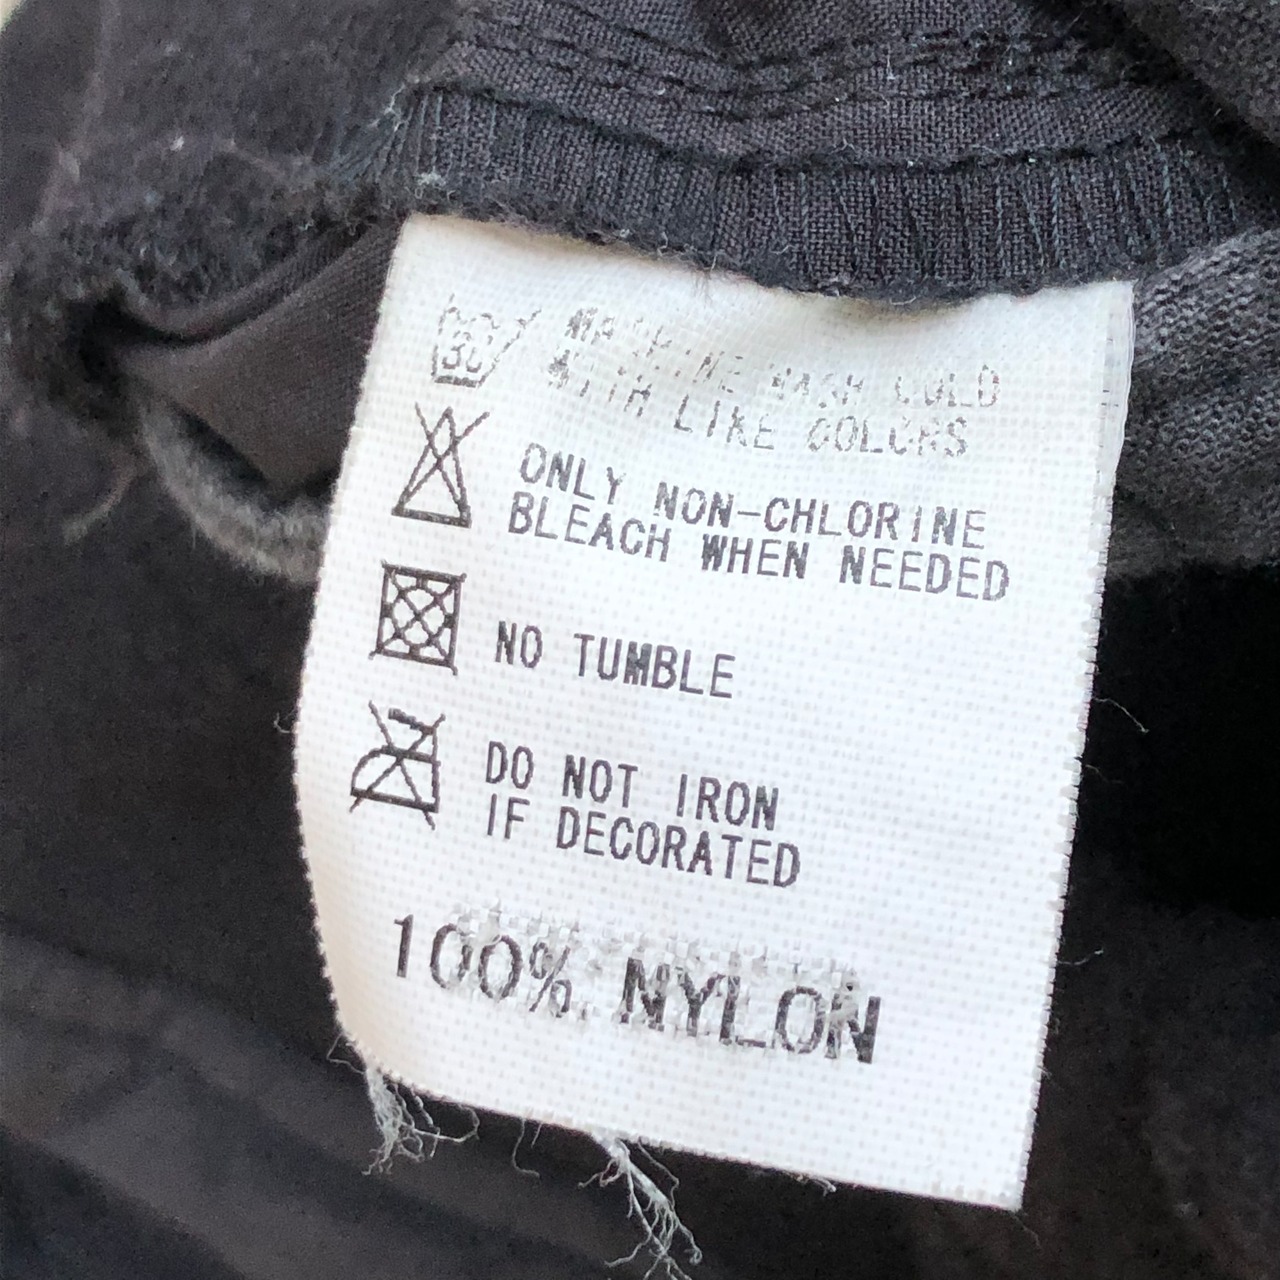 30
MACHINE WASH COLD
WITH LIKE COLORS
ONLY NON-CHLORINE
BLEACH WHEN NEEDED
NO TUMBLE
DO NOT IRON
IF DECORATED
100% NYLON